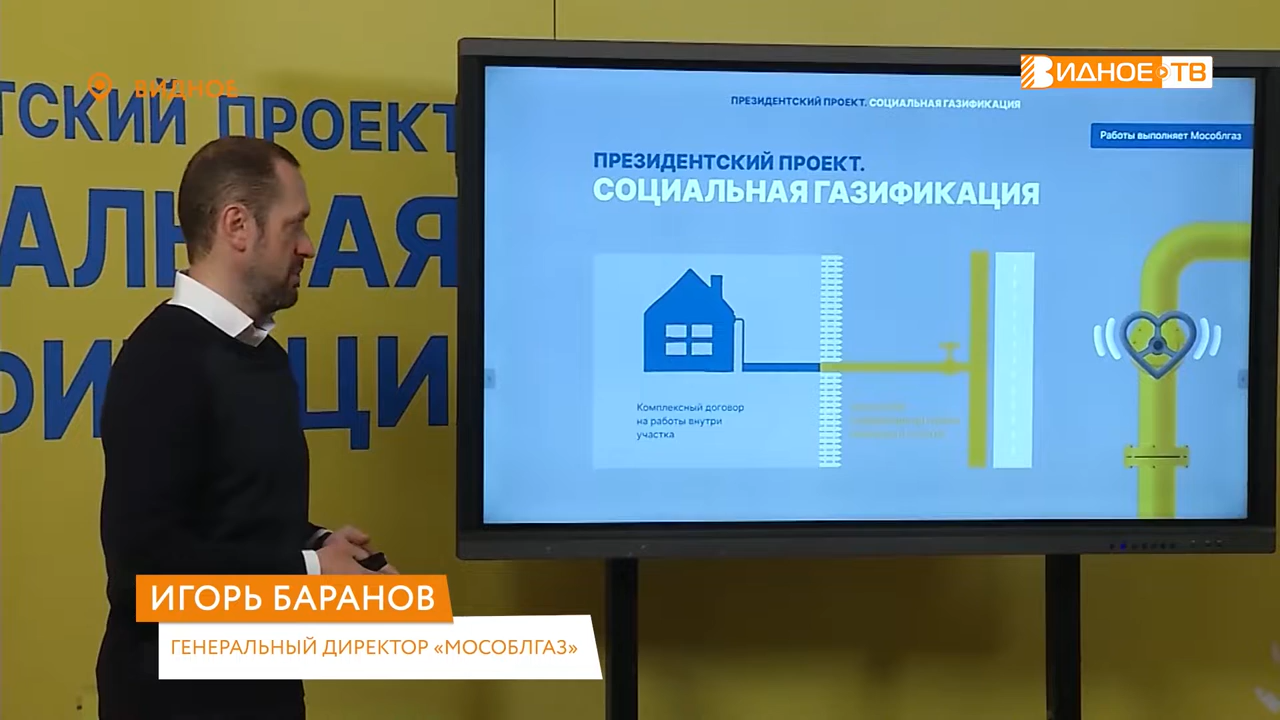 ВИДНОЕ
ВИДНОЕ ТВ
ТСКИЙ ПРОЕКТ
АЛЬНАЯ
ФИКАЦИ
ПРЕЗИДЕНТСКИЙ ПРОЕКТ. СОЦИАЛЬНАЯ ГАЗИФИКАЦИЯ
Работы выполняет Мособлгаз
ПРЕЗИДЕНТСКИЙ ПРОЕКТ.
СОЦИАЛЬНАЯ ГАЗИФИКАЦИЯ
Комплексный договор
на работы внутри
участка
ИГОРЬ БАРАНОВ
ГЕНЕРАЛЬНЫЙ ДИРЕКТОР «МОСОБЛГАЗ»